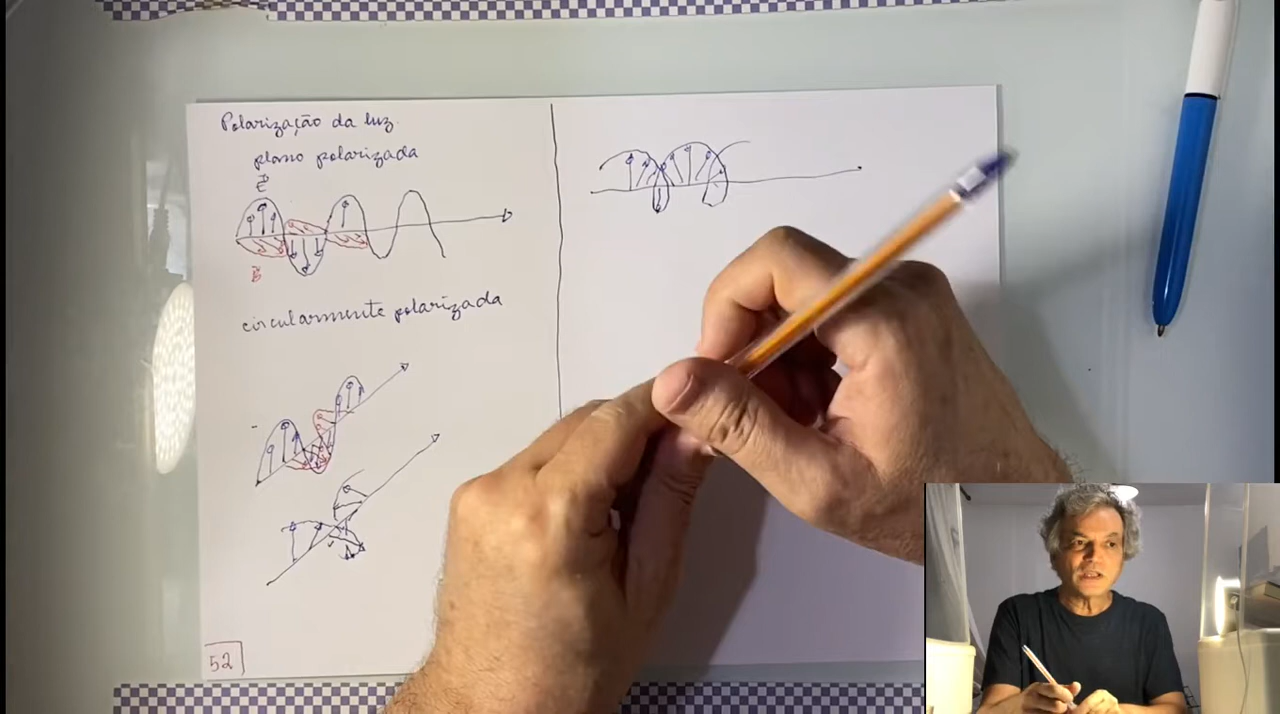 Polarização da luz.
plano polarizada
E
B
circularmente polarizada
52